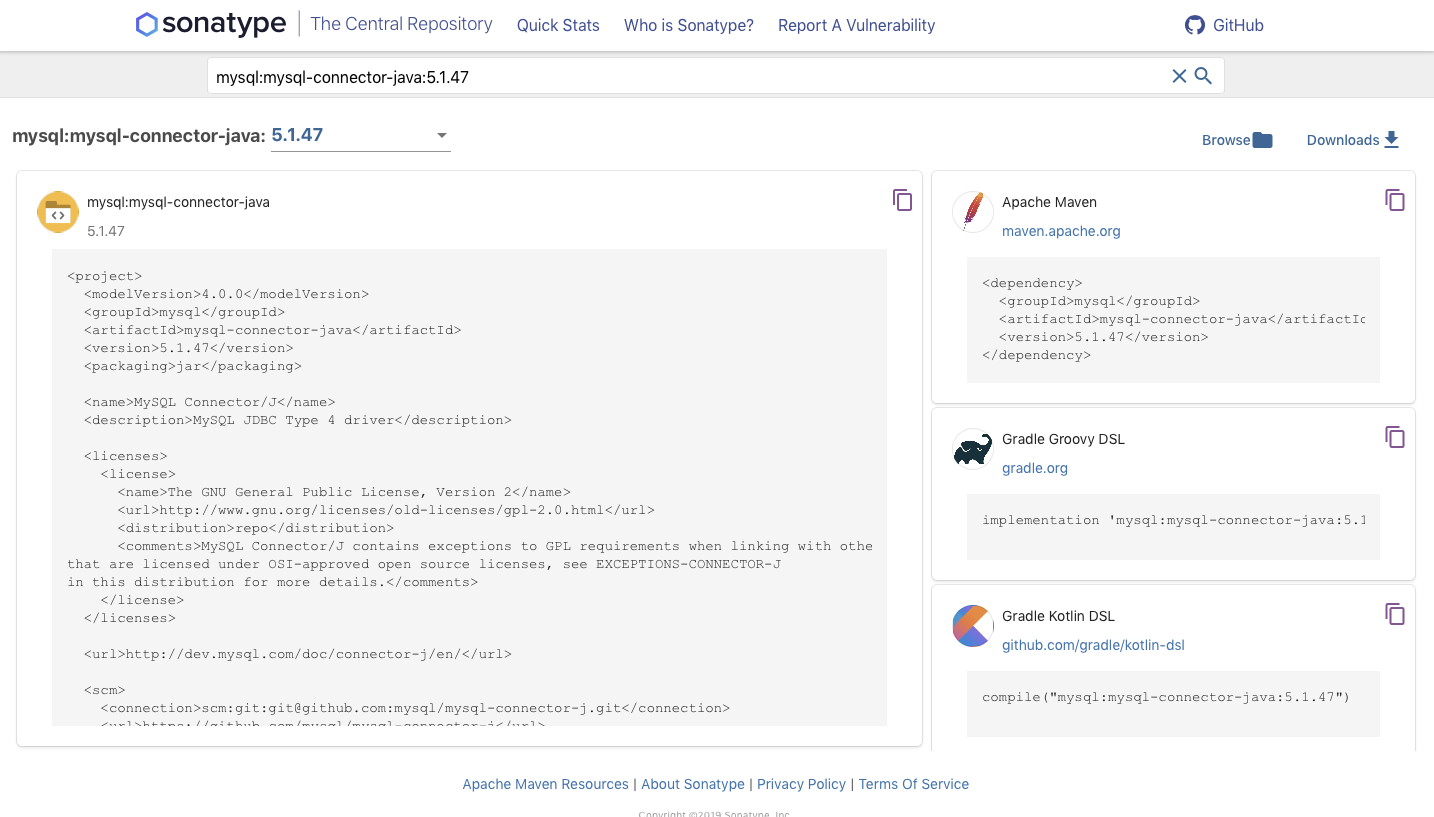 sonatype The Central Repository Quick Stats Who is Sonatype? Report A Vulnerability GitHub
mysql:mysql-connector-java:5.1.47
mysql:mysql-connector-java: 5.1.47
Browse Downloads
mysql:mysql-connector-java
5.1.47
<project>
  <modelVersion>4.0.0</modelVersion>
  <groupId>mysql</groupId>
  <artifactId>mysql-connector-java</artifactId>
  <version>5.1.47</version>
  <packaging>jar</packaging>
  <name>MySQL Connector/J</name>
  <description>MySQL JDBC Type 4 driver</description>
  <licenses>
    <license>
      <name>The GNU General Public License, Version 2</name>
      <url>http://www.gnu.org/licenses/old-licenses/gpl-2.0.html</url>
      <distribution>repo</distribution>
      <comments>MySQL Connector/J contains exceptions to GPL requirements when linking with othe
that are licensed under OSI-approved open source licenses, see EXCEPTIONS-CONNECTOR-J
in this distribution for more details.</comments>
    </license>
  </licenses>
  <url>http://dev.mysql.com/doc/connector-j/en/</url>
  <scm>
    <connection>scm:git:git@github.com:mysql/mysql-connector-j.git</connection>
    <url>https://github.com/mysql/mysql-connector-j</url>
Apache Maven
maven.apache.org
<dependency>
  <groupId>mysql</groupId>
  <artifactId>mysql-connector-java</artifactId
  <version>5.1.47</version>
</dependency>
Gradle Groovy DSL
gradle.org
implementation 'mysql:mysql-connector-java:5.1
Gradle Kotlin DSL
github.com/gradle/kotlin-dsl
compile("mysql:mysql-connector-java:5.1.47")
Apache Maven Resources | About Sonatype | Privacy Policy | Terms Of Service
Copyright ©2019 Sonatype, Inc.